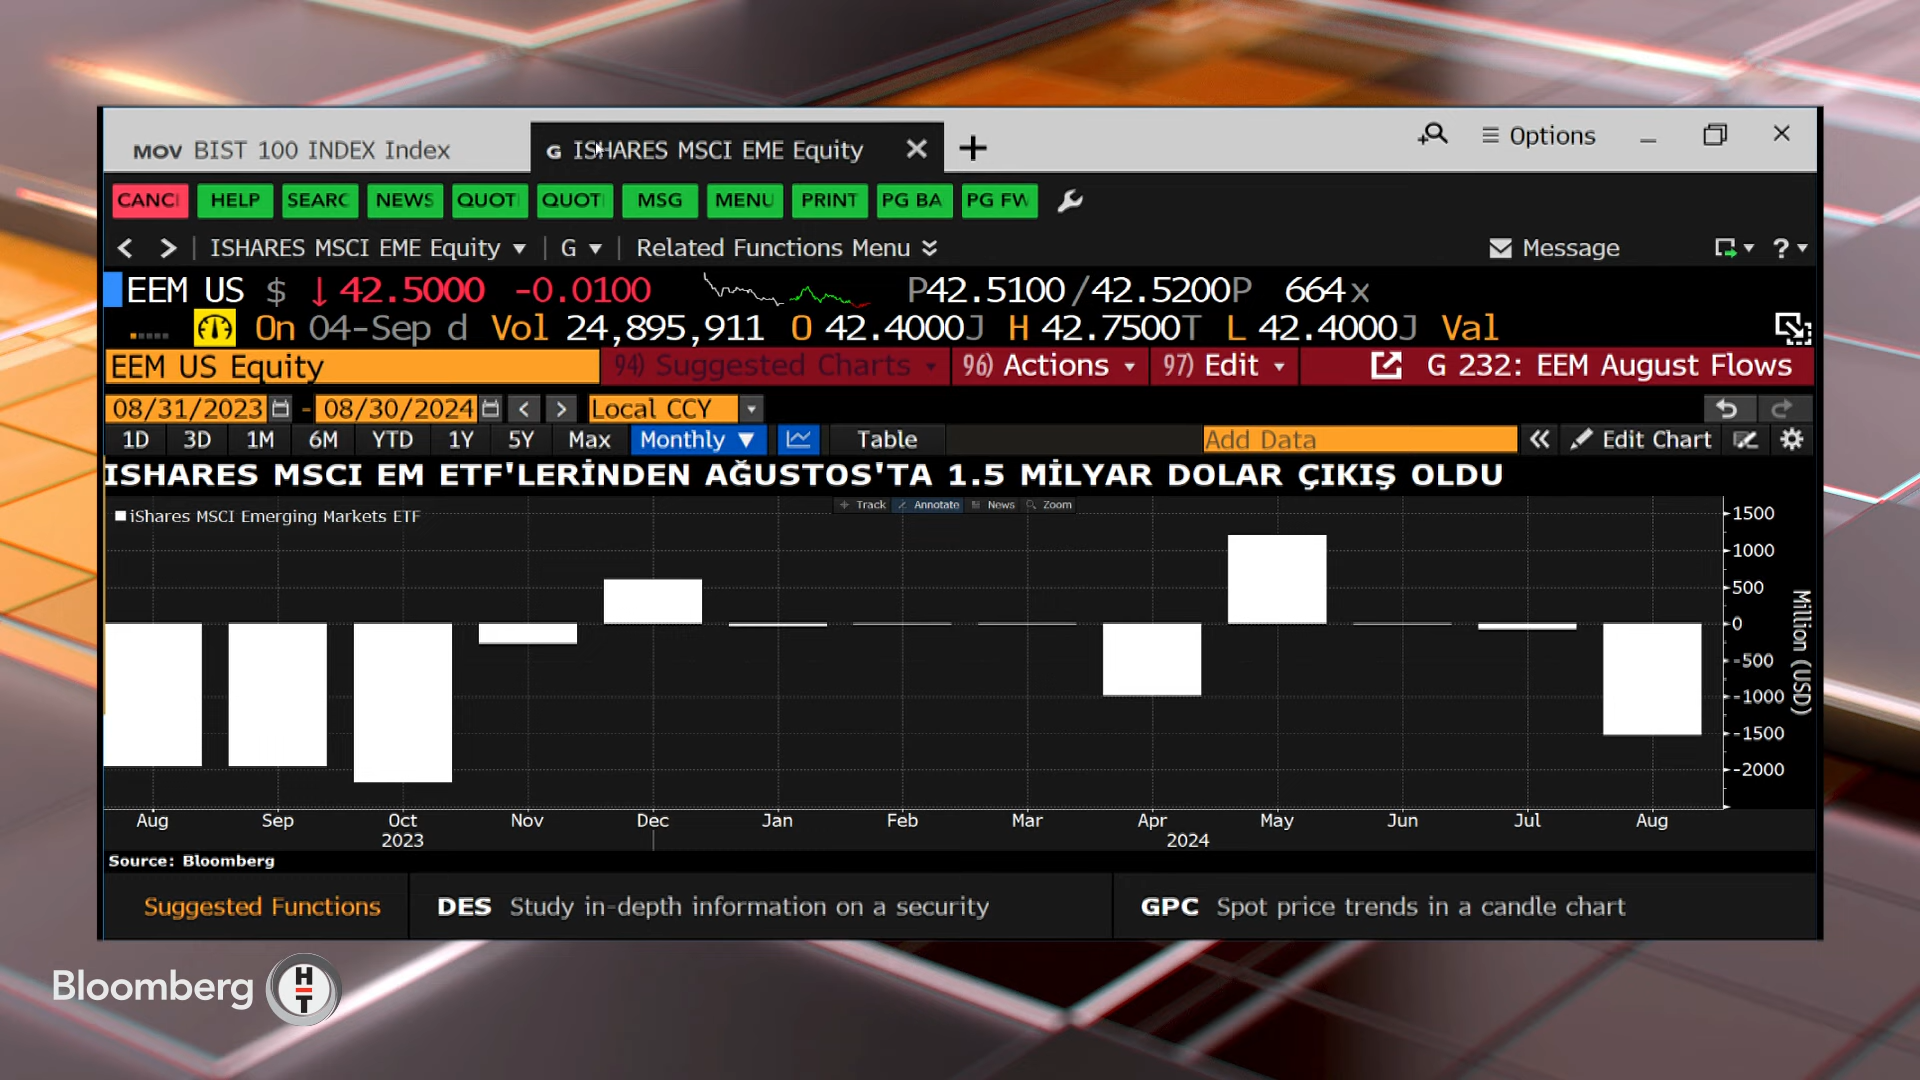 MOV BIST 100 INDEX Index
G ISHARES MSCI EME Equity
Options
CANCI HELP SEARC NEWS QUOT QUOT MSG MENU PRINT PG BA PG FW
ISHARES MSCI EME Equity G Related Functions Menu Message ?
EEM US $ ↓ 42.5000 -0.0100 P42.5100/42.5200P 664x
On 04-Sep d Vol 24,895,911 O 42.4000J H 42.7500T L 42.4000J Val
EEM US Equity 94) Suggested Charts 96) Actions 97) Edit G 232: EEM August Flows
08/31/2023 - 08/30/2024 Local CCY
1D 3D 1M 6M YTD 1Y 5Y Max Monthly ▼ Table Add Data « Edit Chart
ISHARES MSCI EM ETF'LERİNDEN AĞUSTOS'TA 1.5 MİLYAR DOLAR ÇIKIŞ OLDU
Track Annotate News Zoom
iShares MSCI Emerging Markets ETF
1500
1000
500
0
-500
-1000
-1500
-2000
Million (USD)
Aug Sep Oct Nov Dec Jan Feb Mar Apr May Jun Jul Aug
2023 2024
Source: Bloomberg
Suggested Functions DES Study in-depth information on a security GPC Spot price trends in a candle chart
Bloomberg HT